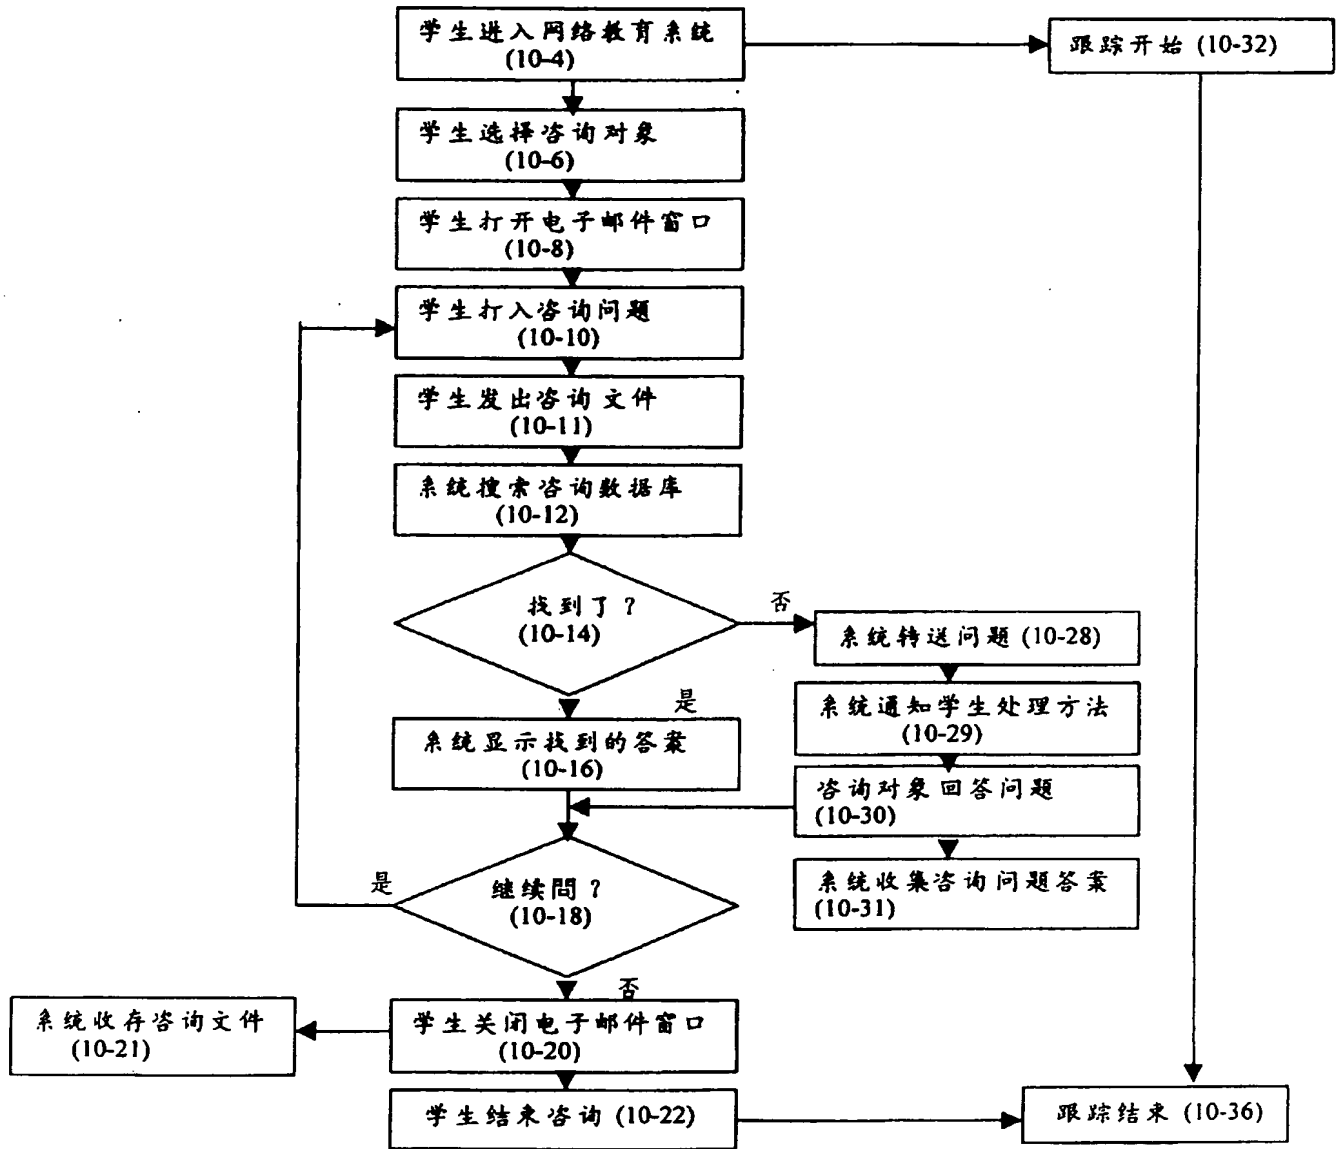 学生进入网络教育系统
(10-4)
跟踪开始 (10-32)
学生选择咨询对象
(10-6)
学生打开电子邮件窗口
(10-8)
学生打入咨询问题
(10-10)
学生发出咨询文件
(10-11)
系统搜索咨询数据库
(10-12)
找到了？
(10-14)
否
系统转送问题 (10-28)
是
系统通知学生处理方法
(10-29)
系统显示找到的答案
(10-16)
咨询对象回答问题
(10-30)
是
继续問？
(10-18)
系统收集咨询问题答案
(10-31)
否
系统收存咨询文件
(10-21)
学生关闭电子邮件窗口
(10-20)
学生结束咨询 (10-22)
跟踪结束 (10-36)